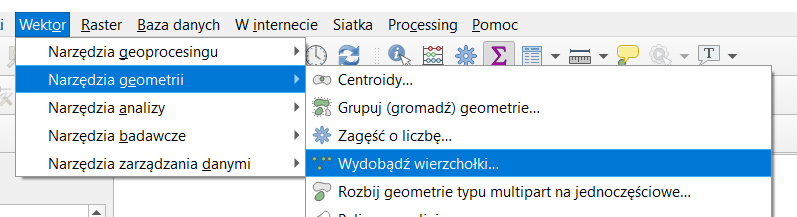 Wektor Raster Baza danych W internecie Siatka Processing Pomoc
Narzędzia geoprocesingu
Narzędzia geometrii
Narzędzia analizy
Narzędzia badawcze
Narzędzia zarządzania danymi
Centroidy...
Grupuj (gromadź) geometrie...
Zagęść o liczbę...
Wydobądź wierzchołki...
Rozbij geometrie typu multipart na jednoczęściowe...